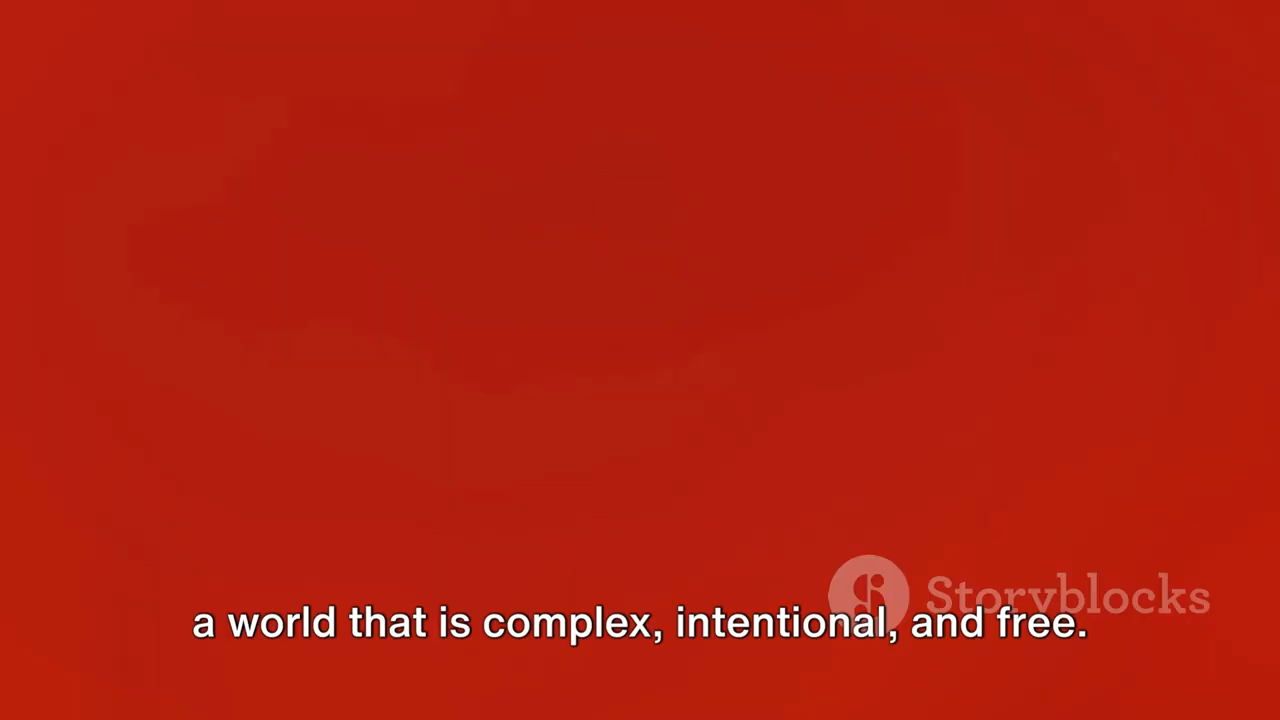 Storyblocks
a world that is complex, intentional, and free.